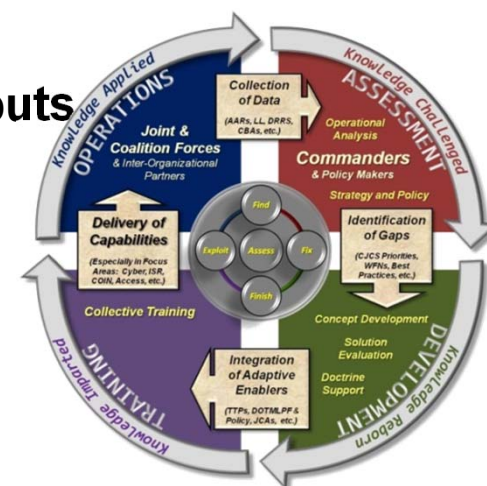 outs
Knowledge Applied
OPERATIONS
Joint &
Coalition Forces
& Inter-Organizational
Partners
Collection
of Data
(AARs, LL, DRRS,
CBAs, etc.)
Knowledge Challenged
ASSESSMENT
Operational
Analysis
Commanders
& Policy Makers
Strategy and Policy
Delivery of
Capabilities
(Especially in Focus
Areas: Cyber, ISR,
COIN, Access, etc.)
Find
Exploit
Assess
Fix
Finish
Identification
of Gaps
(CJCS Priorities,
WFNs, Best
Practices, etc.)
Collective Training
TRAINING
Knowledge Imparted
Integration
of Adaptive
Enablers
(TTPs, DOTMLPF &
Policy, JCAs, etc.)
Concept Development
Solution
Evaluation
Doctrine
Support
DEVELOPMENT
Knowledge Reborn